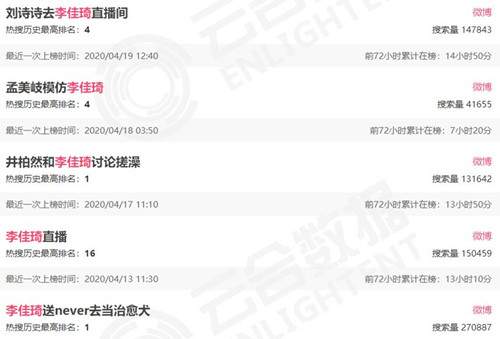 刘诗诗去李佳琦直播间 微博
热搜历史最高排名：4 搜索量 147843
最近一次上榜时间：2020/04/19 12:40 前72小时累计在榜：14小时50分
孟美岐模仿李佳琦 微博
热搜历史最高排名：4 搜索量 41655
最近一次上榜时间：2020/04/18 03:50 前72小时累计在榜：7小时20分
井柏然和李佳琦讨论搓澡 微博
热搜历史最高排名：1 搜索量 131642
最近一次上榜时间：2020/04/17 11:10 前72小时累计在榜：13小时50分
李佳琦直播 微博
热搜历史最高排名：16 搜索量 150459
最近一次上榜时间：2020/04/13 11:30 前72小时累计在榜：13小时10分
李佳琦送never去当治愈犬 微博
热搜历史最高排名：1 搜索量 270887
云合数据
ENLIGHTENT